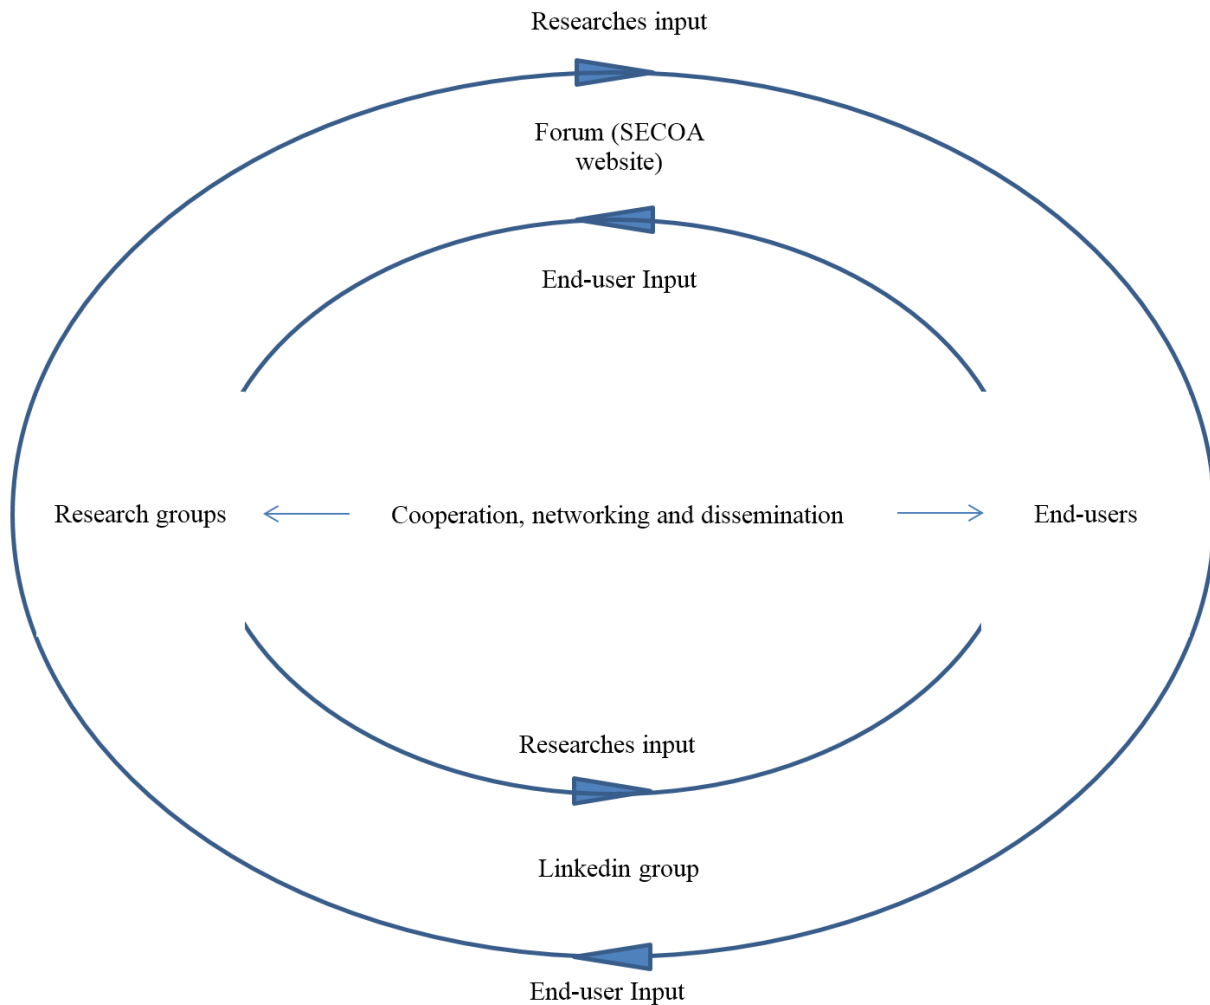 Researches input
Forum (SECOA
website)
End-user Input
Research groups
Cooperation, networking and dissemination
End-users
Researches input
Linkedin group
End-user Input